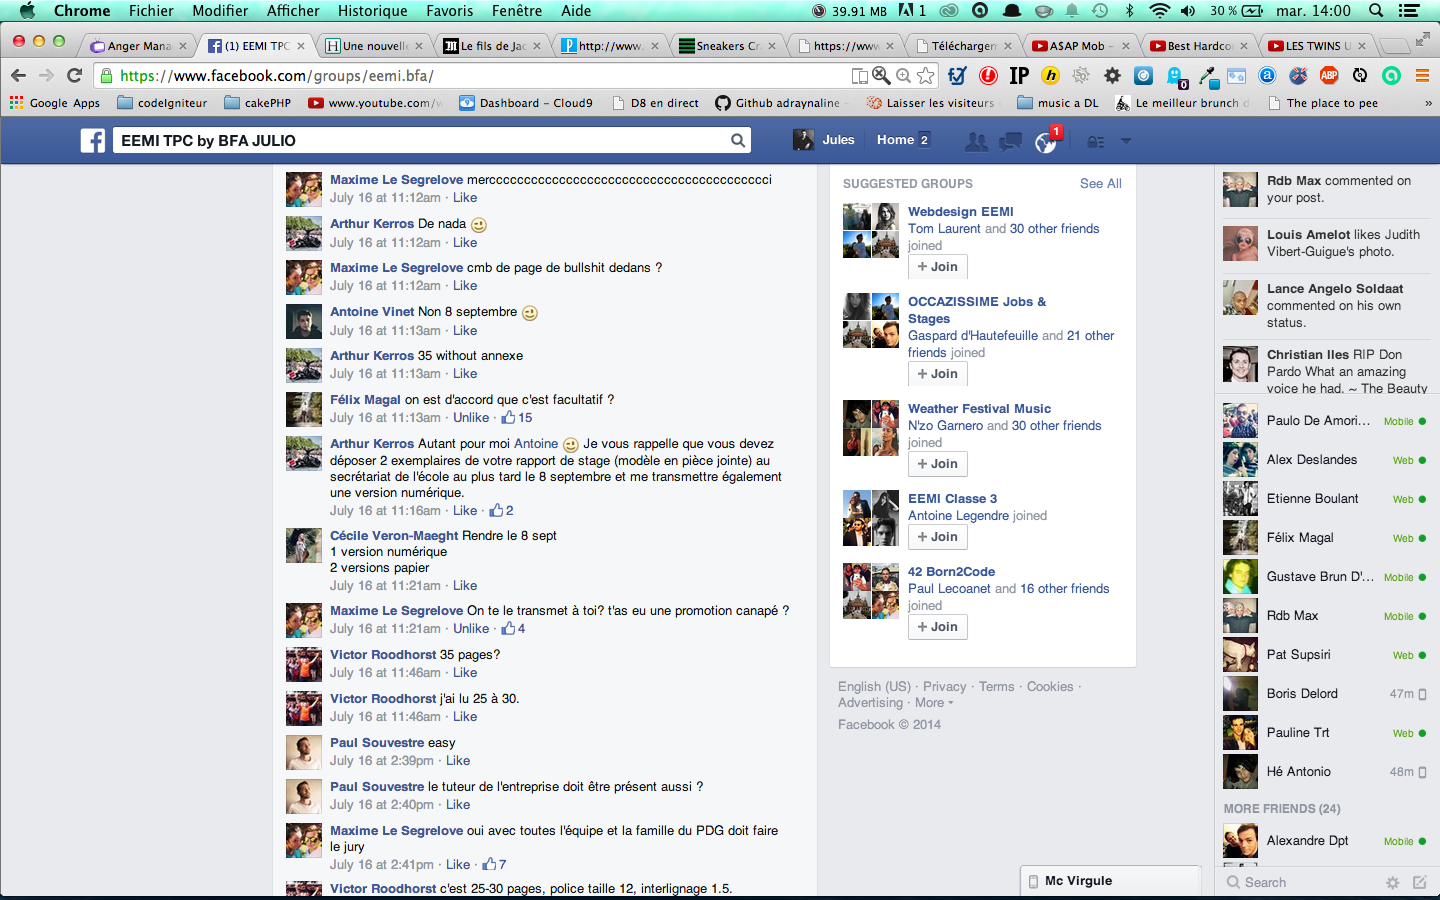 Chrome Fichier Modifier Afficher Historique Favoris Fenêtre Aide 39.91 MB 1 30 % mar. 14:00
Anger Mana (1) EEMI TPC Une nouvelle Le fils de Jac http://www. Sneakers Cr https://www Téléchargem A$AP Mob – Best Hardco LES TWINS U
https://www.facebook.com/groups/eemi.bfa/
Google Apps codeIgniteur cakePHP www.youtube.com/ Dashboard – Cloud9 D8 en direct Github adraynaline – Laisser les visiteurs music a DL Le meilleur brunch d The place to pee »
EEMI TPC by BFA JULIO Jules Home 2 1
Maxime Le Segrelove merccccccccccccccccccccccccccccccccccccccccci
July 16 at 11:12am · Like
Arthur Kerros De nada
July 16 at 11:12am · Like
Maxime Le Segrelove cmb de page de bullshit dedans ?
July 16 at 11:12am · Like
Antoine Vinet Non 8 septembre
July 16 at 11:13am · Like
Arthur Kerros 35 without annexe
July 16 at 11:13am · Like
Félix Magal on est d'accord que c'est facultatif ?
July 16 at 11:13am · Unlike · 15
Arthur Kerros Autant pour moi Antoine Je vous rappelle que vous devez
déposer 2 exemplaires de votre rapport de stage (modèle en pièce jointe) au
secrétariat de l'école au plus tard le 8 septembre et me transmettre également
une version numérique.
July 16 at 11:16am · Like · 2
Cécile Veron-Maeght Rendre le 8 sept
1 version numérique
2 versions papier
July 16 at 11:21am · Like
Maxime Le Segrelove On te le transmet à toi? t'as eu une promotion canapé ?
July 16 at 11:21am · Unlike · 4
Victor Roodhorst 35 pages?
July 16 at 11:46am · Like
Victor Roodhorst j'ai lu 25 à 30.
July 16 at 11:46am · Like
Paul Souvestre easy
July 16 at 2:39pm · Like
Paul Souvestre le tuteur de l'entreprise doit être présent aussi ?
July 16 at 2:40pm · Like
Maxime Le Segrelove oui avec toutes l'équipe et la famille du PDG doit faire
le jury
July 16 at 2:41pm · Like · 7
Victor Roodhorst c'est 25-30 pages, police taille 12, interlignage 1.5.
SUGGESTED GROUPS See All
Webdesign EEMI
Tom Laurent and 30 other friends
joined
+ Join
OCCAZISSIME Jobs &
Stages
Gaspard d'Hautefeuille and 21 other
friends joined
+ Join
Weather Festival Music
N'zo Garnero and 30 other friends
joined
+ Join
EEMI Classe 3
Antoine Legendre joined
+ Join
42 Born2Code
Paul Lecoanet and 16 other friends
joined
+ Join
English (US) · Privacy · Terms · Cookies ·
Advertising · More
Facebook © 2014
Rdb Max commented on
your post.
Louis Amelot likes Judith
Vibert-Guigue's photo.
Lance Angelo Soldaat
commented on his own
status.
Christian Iles RIP Don
Pardo What an amazing
voice he had. ~ The Beauty
Paulo De Amori... Mobile
Alex Deslandes Web
Etienne Boulant Web
Félix Magal Web
Gustave Brun D'... Mobile
Rdb Max Mobile
Pat Supsiri Web
Boris Delord 47m
Pauline Trt Web
Hé Antonio 48m
MORE FRIENDS (24)
Alexandre Dpt Mobile
Mc Virgule
Search